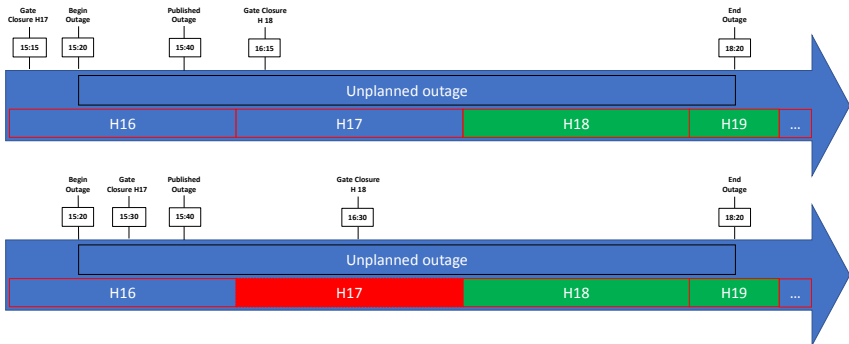 Gate
Closure H17
Begin
Outage
Published
Outage
Gate Closure
H 18
End
Outage
15:15
15:20
15:40
16:15
18:20
Unplanned outage
H16
H17
H18
H19
...
Begin
Outage
Gate
Closure H17
Published
Outage
Gate Closure
H 18
End
Outage
15:20
15:30
15:40
16:30
18:20
Unplanned outage
H16
H17
H18
H19
...